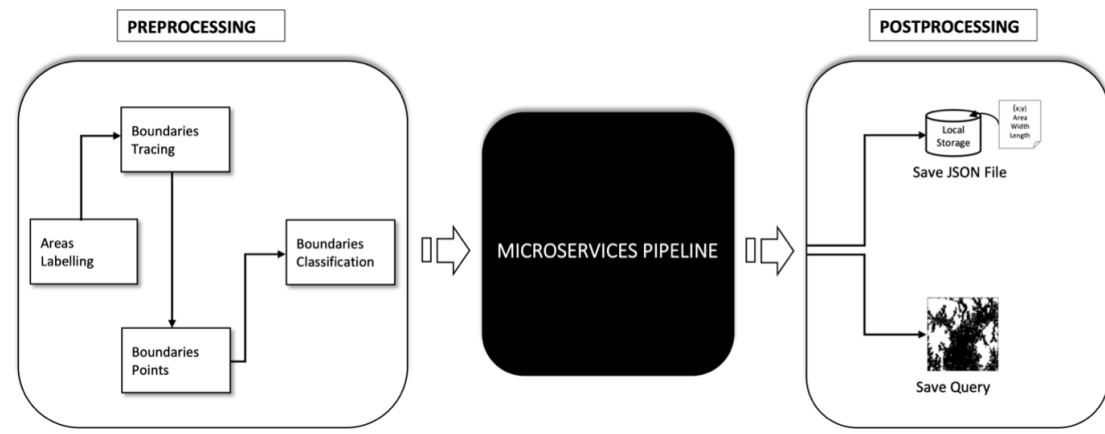 PREPROCESSING
POSTPROCESSING
Boundaries
Tracing
Areas
Labelling
Boundaries
Classification
Boundaries
Points
MICROSERVICES PIPELINE
Local
Storage
(x;y)
Area
Width
Length
Save JSON File
Save Query